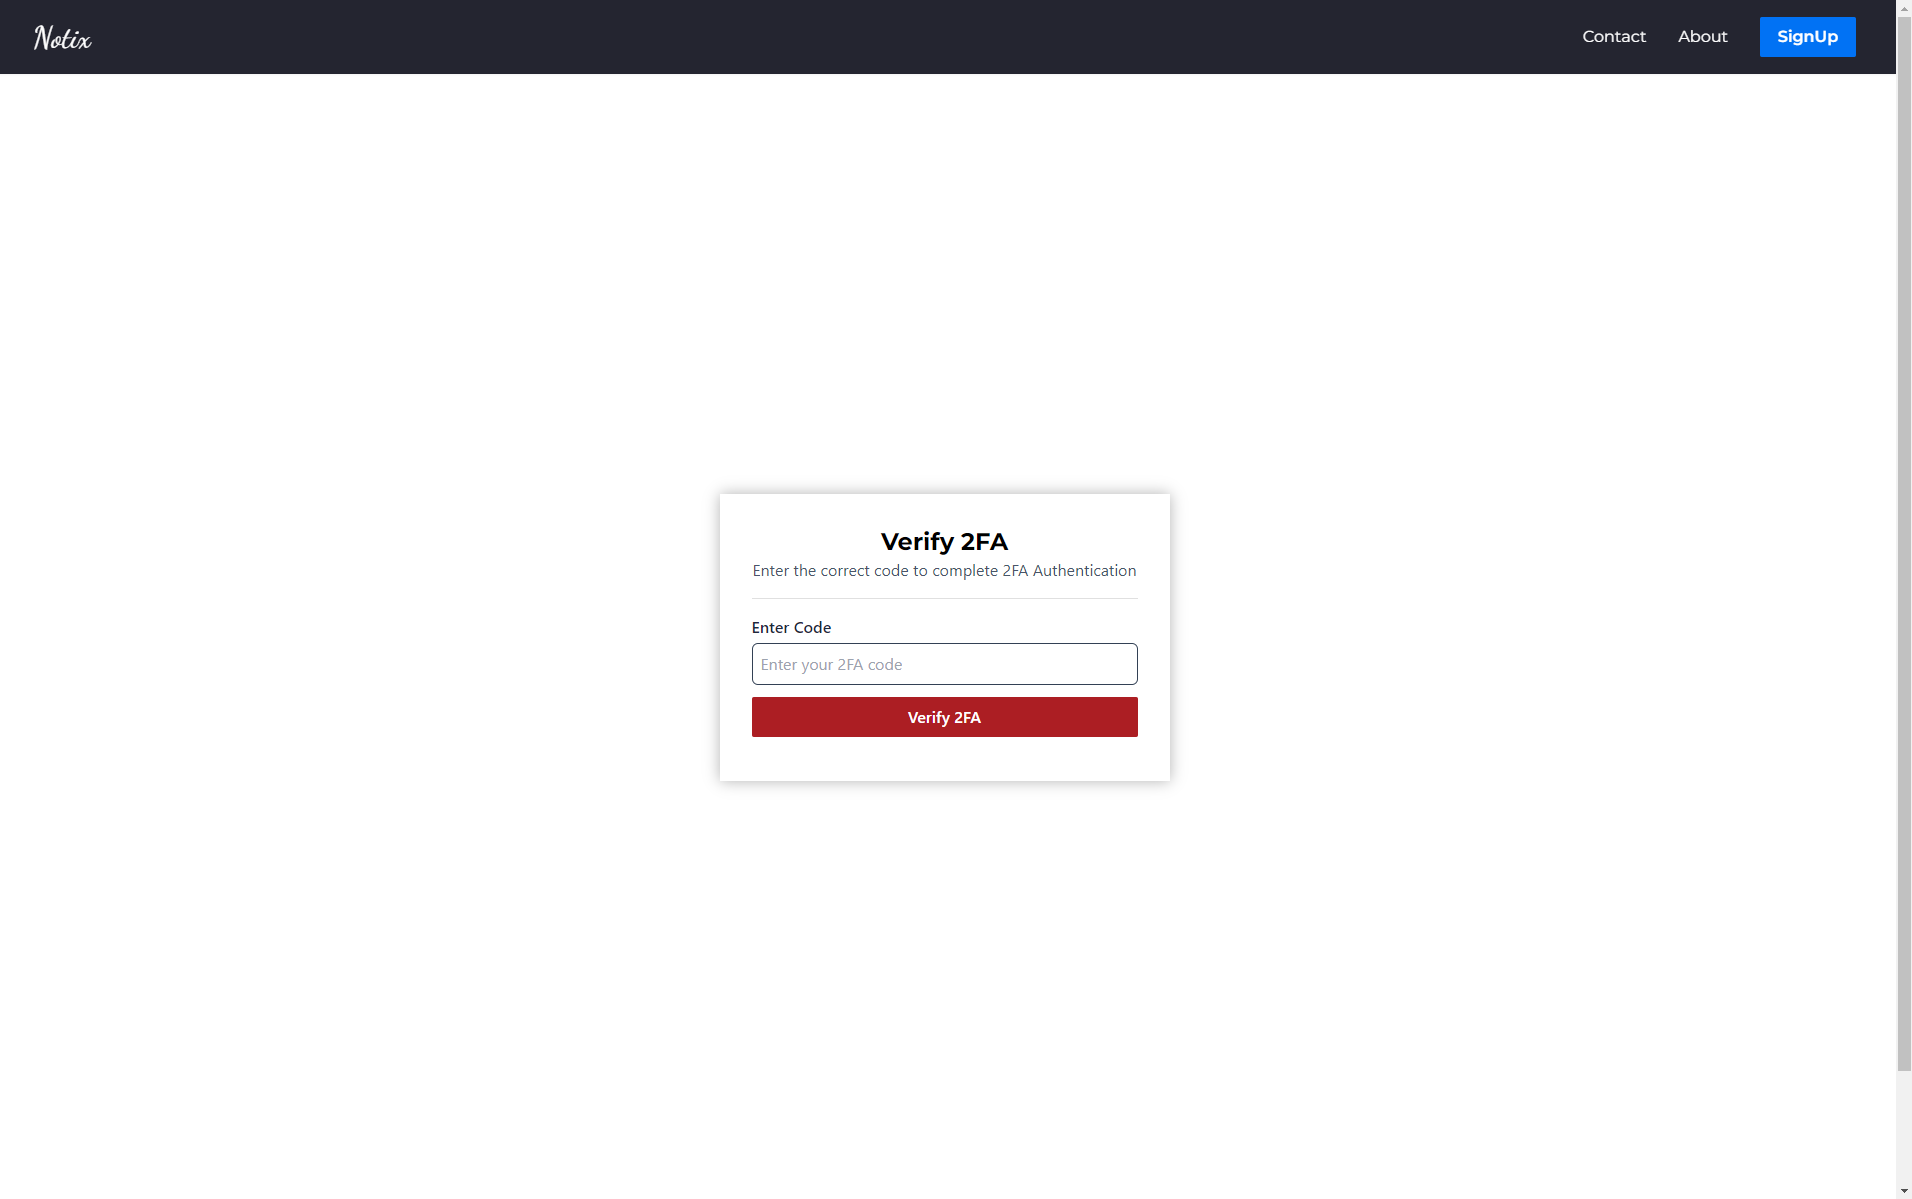 Notix
Contact About SignUp
Verify 2FA
Enter the correct code to complete 2FA Authentication
Enter Code
Enter your 2FA code
Verify 2FA